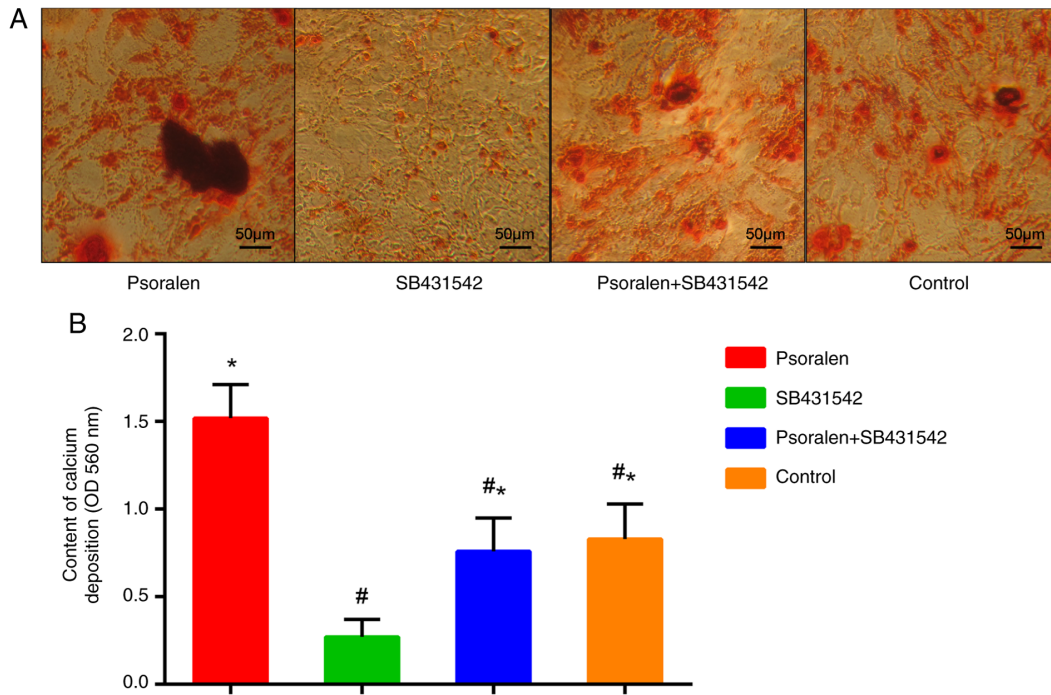 A
50µm
50µm
50µm
50µm
Psoralen
SB431542
Psoralen+SB431542
Control
B
Content of calcium
deposition (OD 560 nm)
2.0
1.5
1.0
0.5
0.0
*
#
#*
#*
Psoralen
SB431542
Psoralen+SB431542
Control